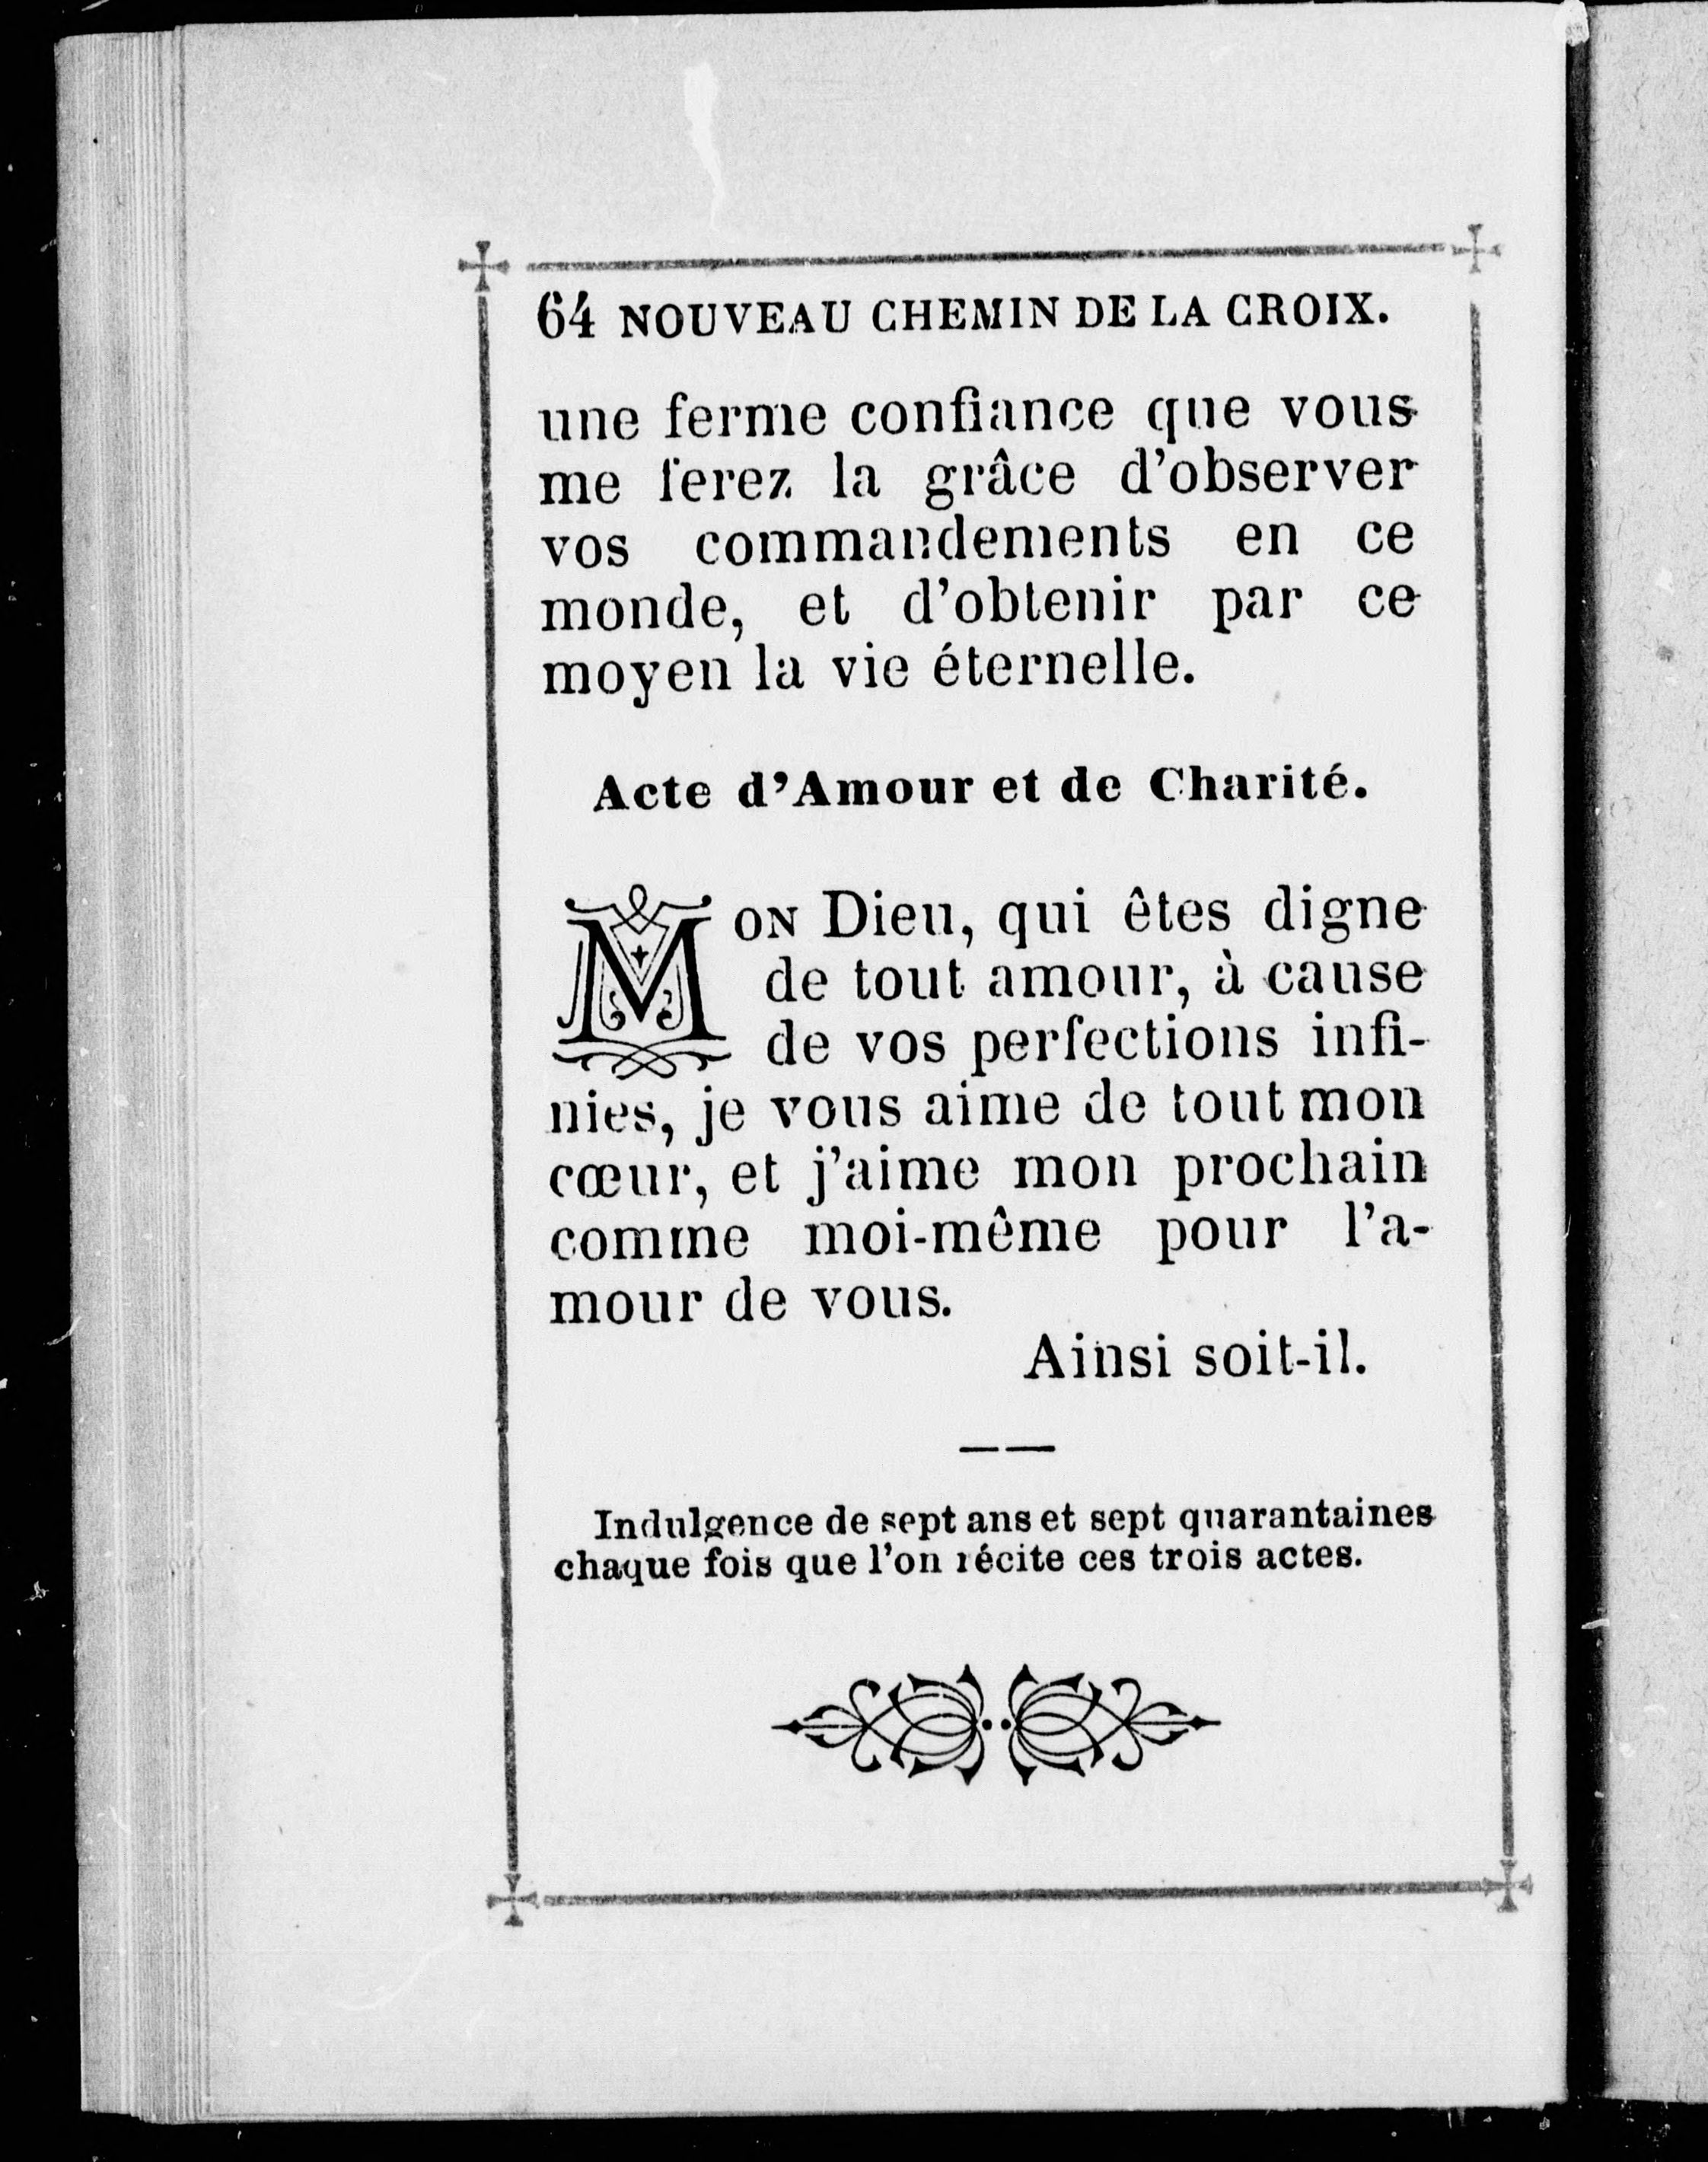 64 NOUVEAU CHEMIN DE LA CROIX.
une ferme confiance que vous
me ferez la grâce d'observer
vos commandements en ce
monde, et d'obtenir par ce
moyen la vie éternelle.
Acte d'Amour et de Charité.
MON Dieu, qui êtes digne
de tout amour, à cause
de vos perfections infi-
nies, je vous aime de tout mon
cœur, et j'aime mon prochain
comme moi-même pour l'a-
mour de vous.
Ainsi soit-il.
Indulgence de sept ans et sept quarantaines
chaque fois que l'on récite ces trois actes.